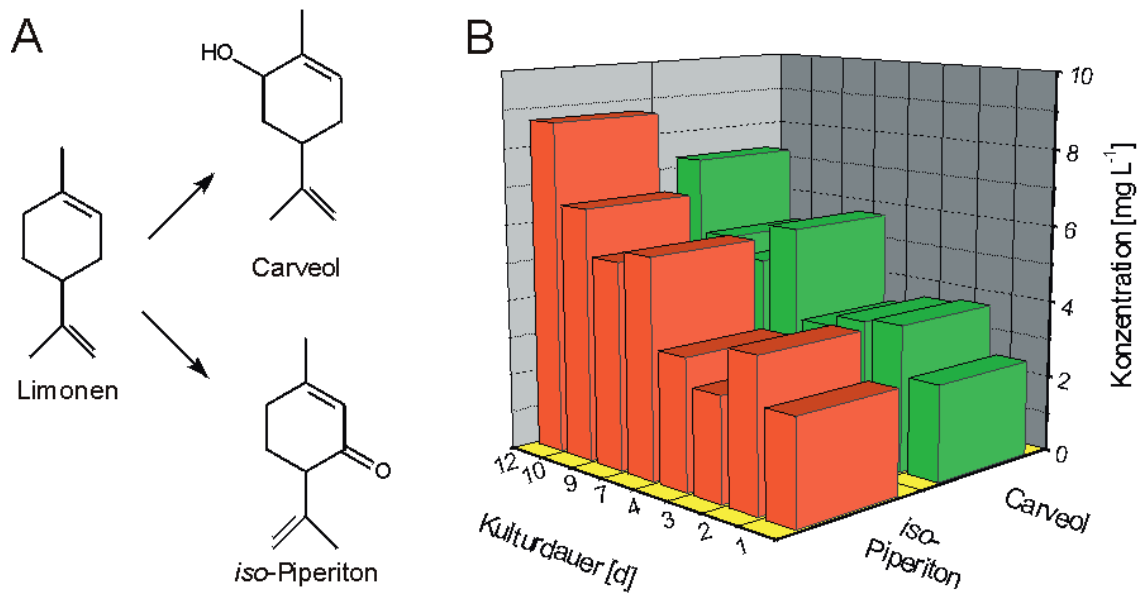 A
HO
Carveol
Limonen
O
iso-Piperiton
B
10
8
6
4
2
0
Konzentration [mg L⁻¹]
12
10
9
7
4
3
2
1
Kulturdauer [d]
iso-
Piperiton
Carveol